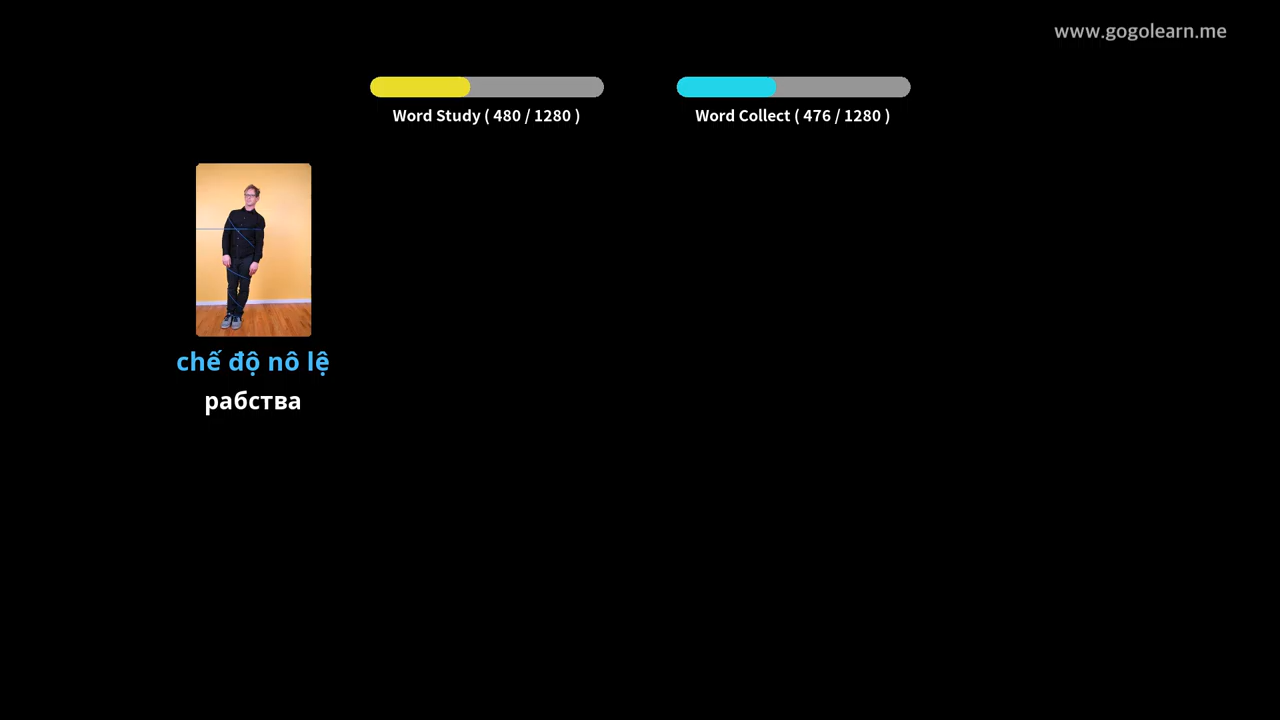 www.gogolearn.me
Word Study ( 480 / 1280 )
Word Collect ( 476 / 1280 )
chế độ nô lệ
рабства